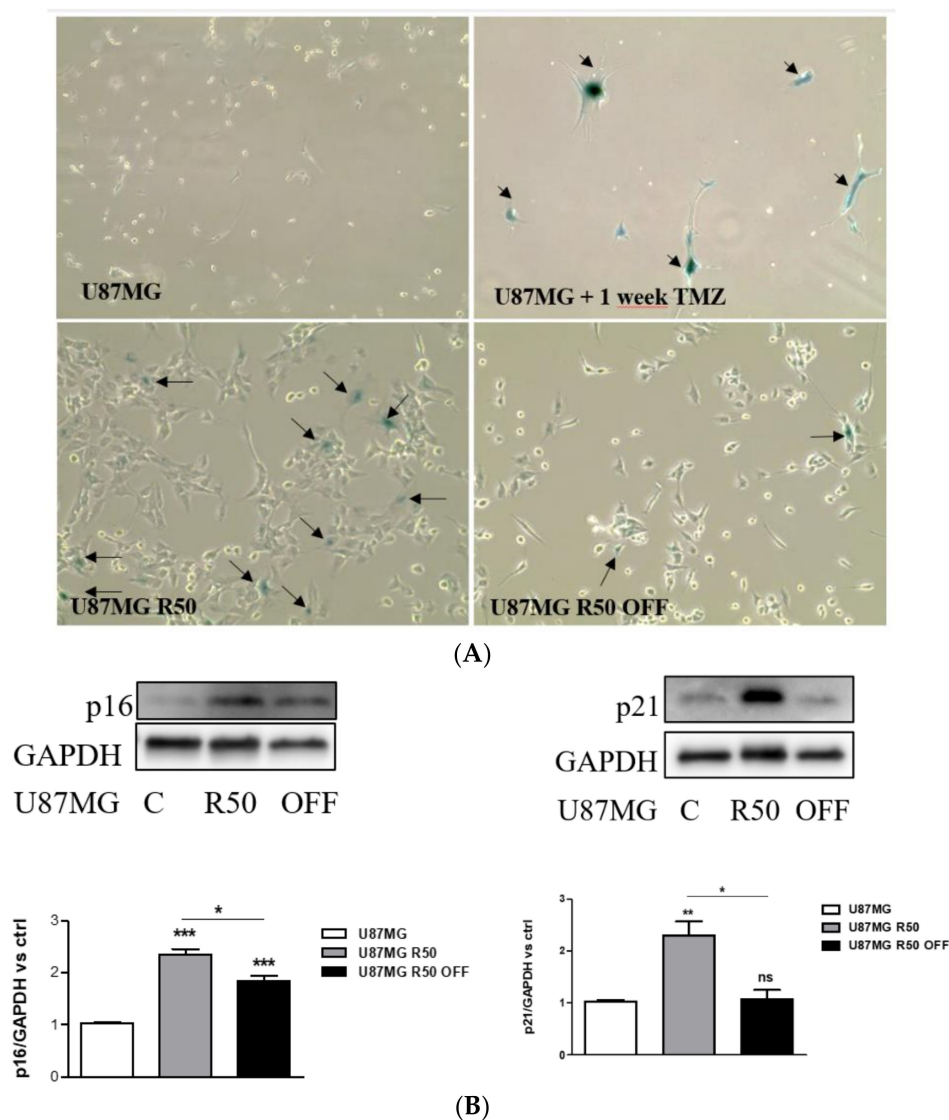 U87MG
U87MG + 1 week TMZ
U87MG R50
U87MG R50 OFF
(A)
p16
GAPDH
U87MG C R50 OFF
p21
GAPDH
U87MG C R50 OFF
p16/GAPDH vs ctrl
3
2
1
0
***
*
***
U87MG
U87MG R50
U87MG R50 OFF
p21/GAPDH vs ctrl
3
2
1
0
**
*
ns
U87MG
U87MG R50
U87MG R50 OFF
(B)